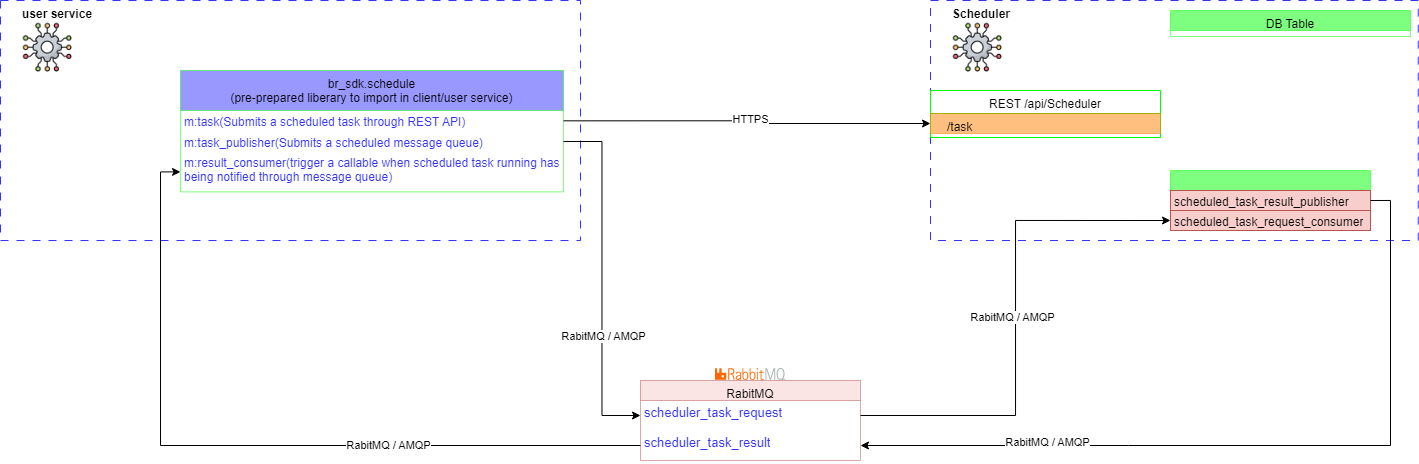 user service
Scheduler
DB Table
br_sdk.schedule
(pre-prepared liberary to import in client/user service)
m:task(Submits a scheduled task through REST API)
m:task_publisher(Submits a scheduled message queue)
m:result_consumer(trigger a callable when scheduled task running has
being notified through message queue)
HTTPS
REST /api/Scheduler
/task
scheduled_task_result_publisher
scheduled_task_request_consumer
RabitMQ / AMQP
RabitMQ / AMQP
RabbitMQ
RabitMQ
scheduler_task_request
scheduler_task_result
RabitMQ / AMQP
RabitMQ / AMQP